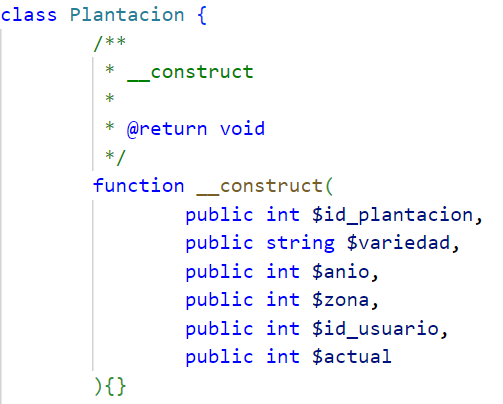 class Plantacion {
/**
* __construct
*
* @return void
*/
function __construct(
public int $id_plantacion,
public string $variedad,
public int $anio,
public int $zona,
public int $id_usuario,
public int $actual
){}